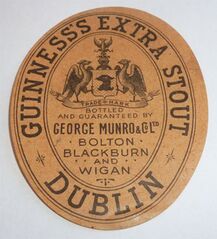 GUINNESS'S EXTRA STOUT
TRADE MARK
BOTTLED
AND GUARANTEED BY
GEORGE MUNRO & Co LTD
BOLTON
BLACKBURN
AND
WIGAN
DUBLIN